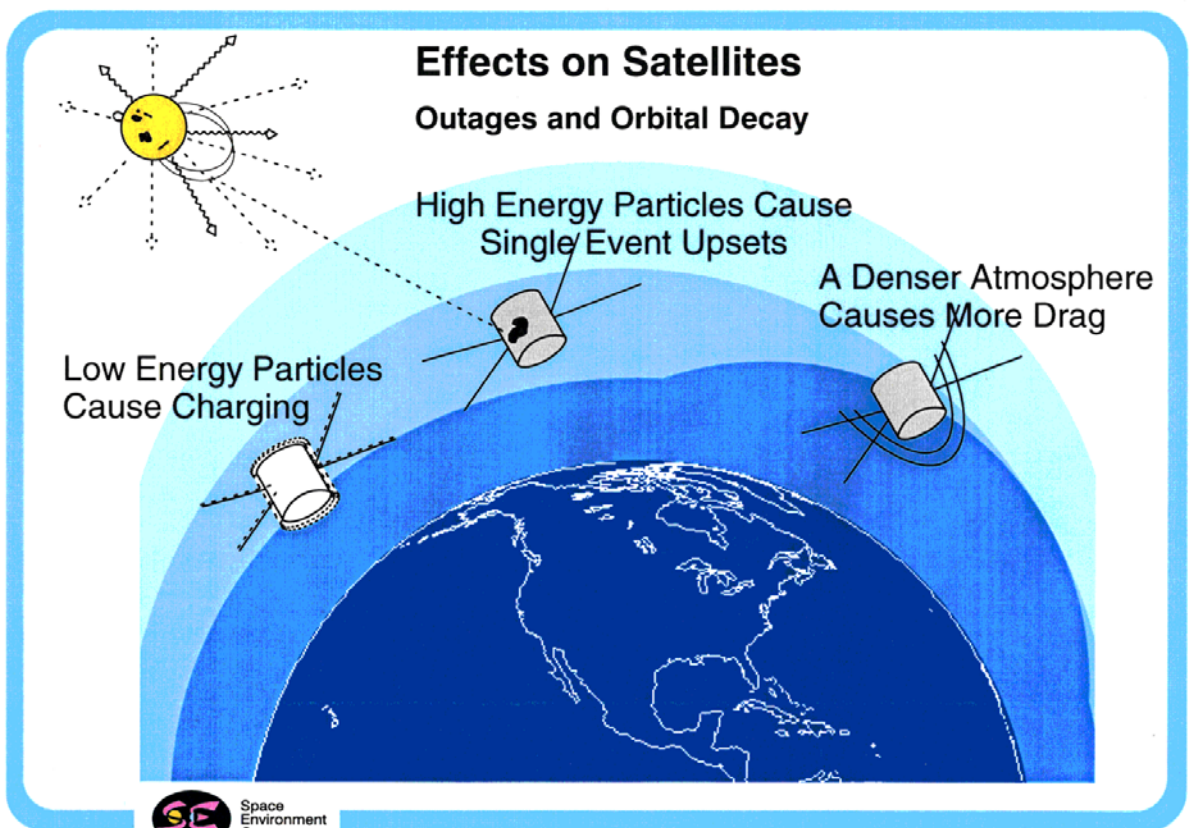 Effects on Satellites
Outages and Orbital Decay
High Energy Particles Cause
Single Event Upsets
A Denser Atmosphere
Causes More Drag
Low Energy Particles
Cause Charging
SE
Space
Environment